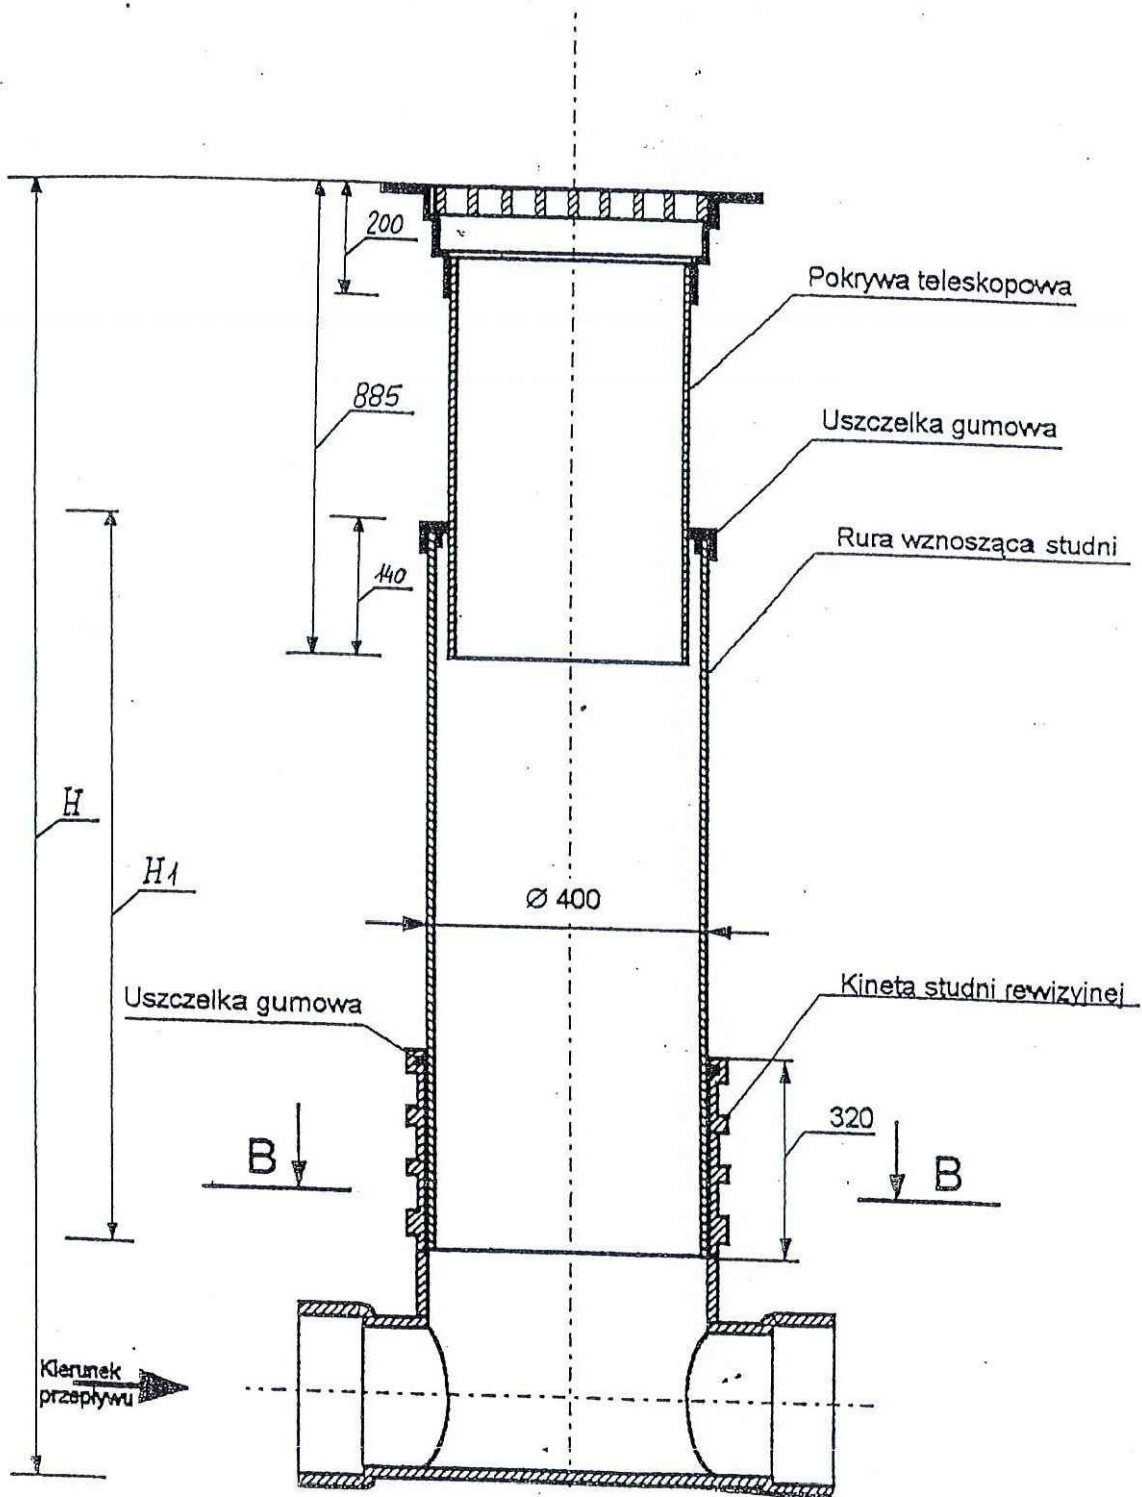 200
Pokrywa teleskopowa
885
Uszczelka gumowa
Rura wznosząca studni
140
H
H1
Ø 400
Uszczelka gumowa
Kineta studni rewizyjnej
320
B
B
Kierunek
przepływu